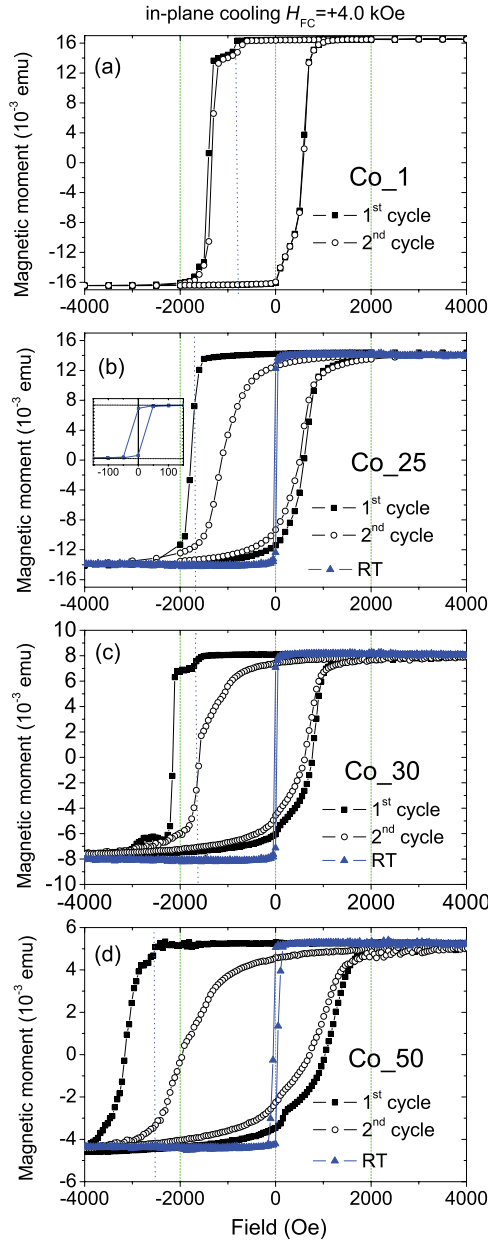 in-plane cooling H_FC=+4.0 kOe
(a)
Magnetic moment (10⁻³ emu)
16
12
8
4
0
-4
-8
-12
-16
Co_1
1st cycle
2nd cycle
-4000 -2000 0 2000 4000
(b)
Magnetic moment (10⁻³ emu)
16
12
8
4
0
-4
-8
-12
-16
-100 0 100
Co_25
1st cycle
2nd cycle
RT
-4000 -2000 0 2000 4000
(c)
Magnetic moment (10⁻³ emu)
10
8
6
4
2
0
-2
-4
-6
-8
-10
Co_30
1st cycle
2nd cycle
RT
-4000 -2000 0 2000 4000
(d)
Magnetic moment (10⁻³ emu)
6
4
2
0
-2
-4
-6
Co_50
1st cycle
2nd cycle
RT
-4000 -2000 0 2000 4000
Field (Oe)